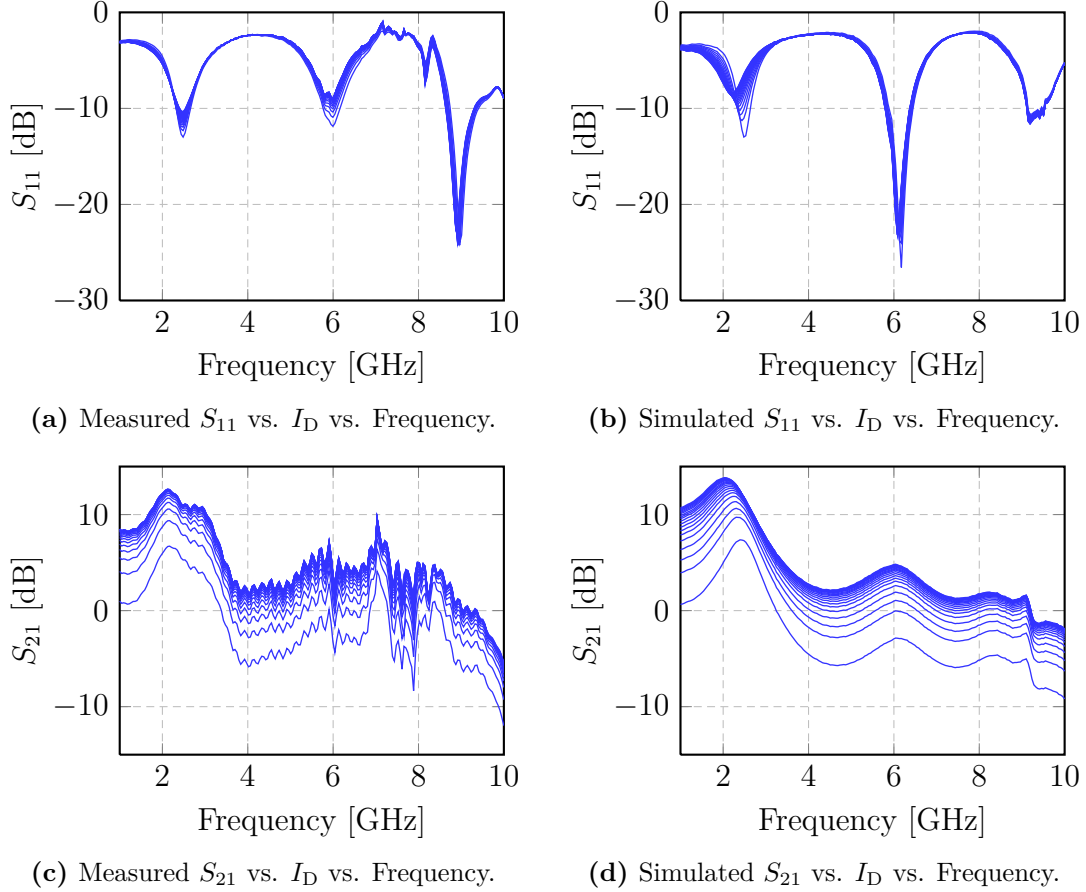 0
−10
−20
−30
S11 [dB]
2 4 6 8 10
Frequency [GHz]
(a) Measured S11 vs. ID vs. Frequency.
0
−10
−20
−30
S11 [dB]
2 4 6 8 10
Frequency [GHz]
(b) Simulated S11 vs. ID vs. Frequency.
10
0
−10
S21 [dB]
2 4 6 8 10
Frequency [GHz]
(c) Measured S21 vs. ID vs. Frequency.
10
0
−10
S21 [dB]
2 4 6 8 10
Frequency [GHz]
(d) Simulated S21 vs. ID vs. Frequency.